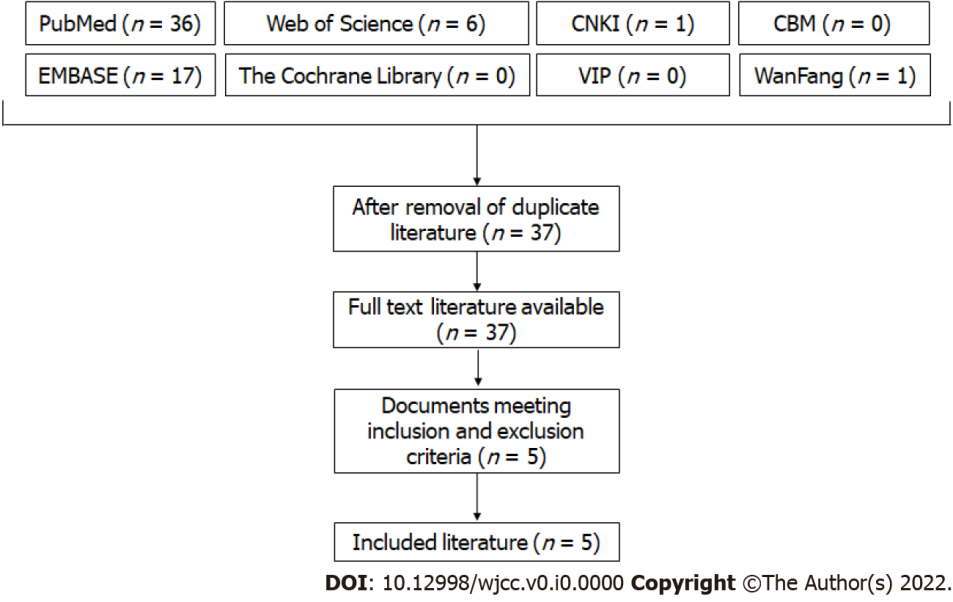 PubMed (n = 36)
Web of Science (n = 6)
CNKI (n = 1)
CBM (n = 0)
EMBASE (n = 17)
The Cochrane Library (n = 0)
VIP (n = 0)
WanFang (n = 1)
After removal of duplicate
literature (n = 37)
Full text literature available
(n = 37)
Documents meeting
inclusion and exclusion
criteria (n = 5)
Included literature (n = 5)
DOI: 10.12998/wjcc.v0.i0.0000 Copyright ©The Author(s) 2022.